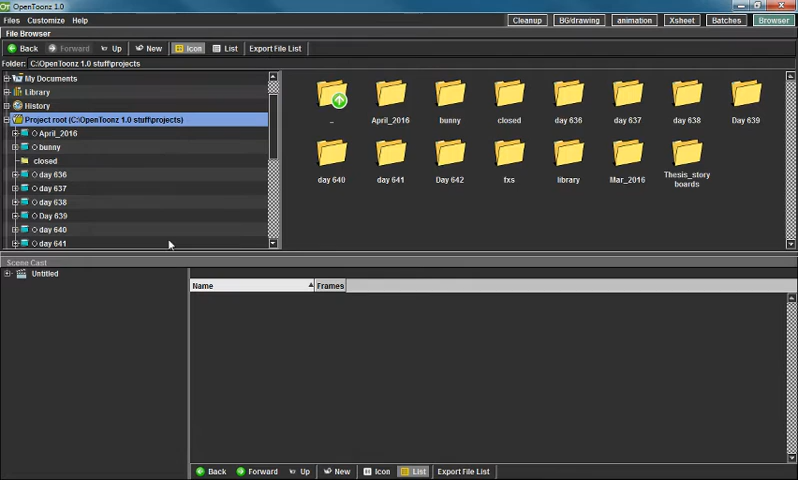 OpenToonz 1.0
Files Customize Help
Cleanup BG/drawing animation Xsheet Batches Browser
File Browser
Back Forward Up New Icon List Export File List
Folder: C:\OpenToonz 1.0 stuff\projects
My Documents
Library
History
Project root (C:\OpenToonz 1.0 stuff\projects)
April_2016
bunny
closed
day 636
day 637
day 638
Day 639
day 640
day 641
.. April_2016 bunny closed day 636 day 637 day 638 Day 639
day 640 day 641 Day 642 fxs library Mar_2016 Thesis_story
boards
Scene Cast
Untitled
Name Frames
Back Forward Up New Icon List Export File List